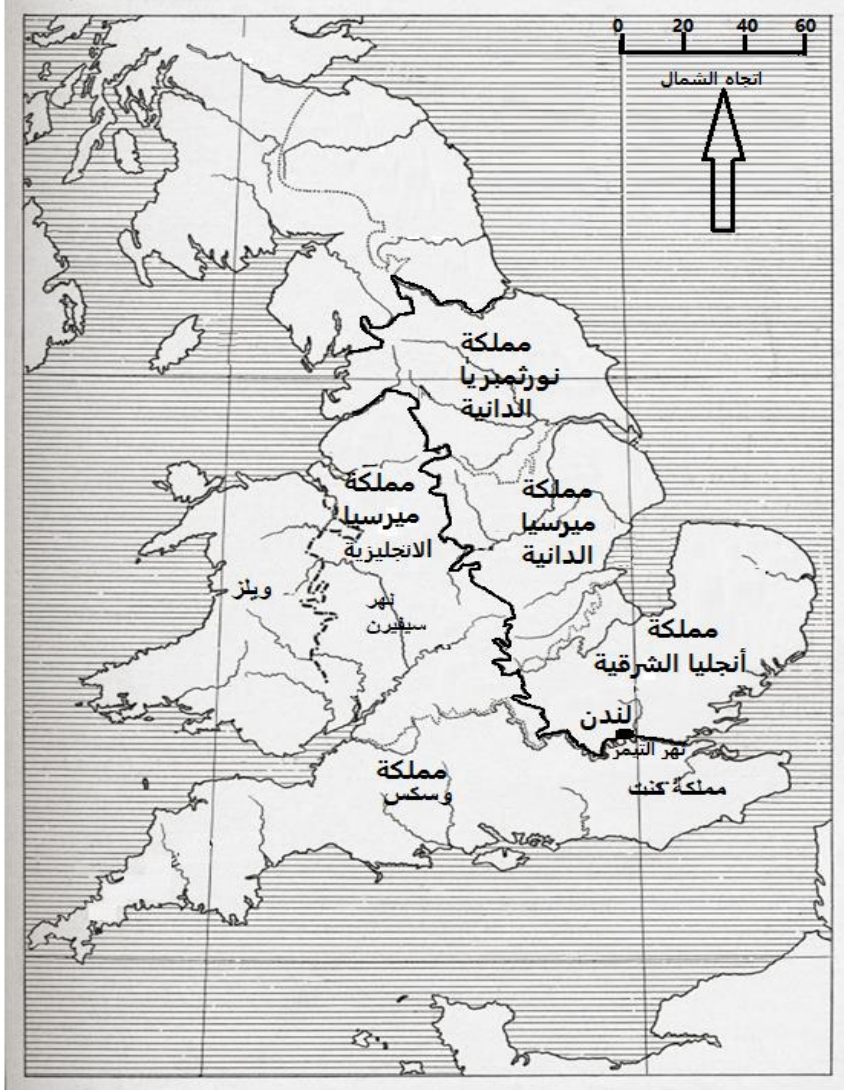 0 20 40 60
اتجاه الشمال
مملكة
نورثمبريا
الدانية
مملكة
ميرسيا
الانجليزية
مملكة
ميرسيا
الدانية
ويلز
نهر
سيفيرن
مملكة
أنجليا الشرقية
لندن
نهر التيمز
مملكة
وسكس
مملكة كنت